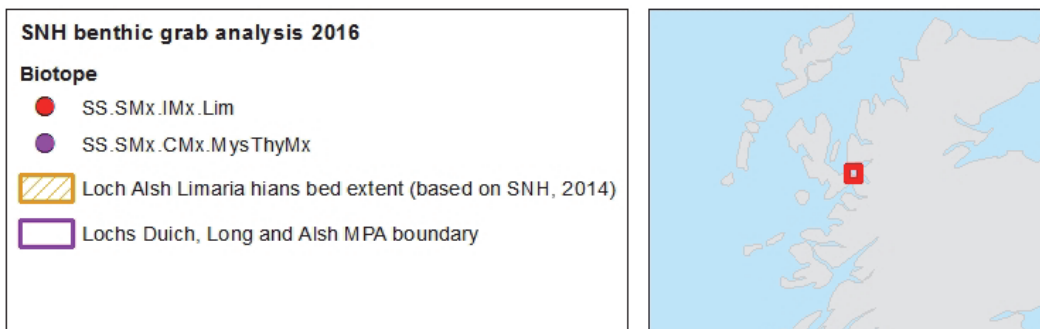 SNH benthic grab analysis 2016
Biotope
SS.SMx.IMx.Lim
SS.SMx.CMx.MysThyMx
Loch Alsh Limaria hians bed extent (based on SNH, 2014)
Lochs Duich, Long and Alsh MPA boundary